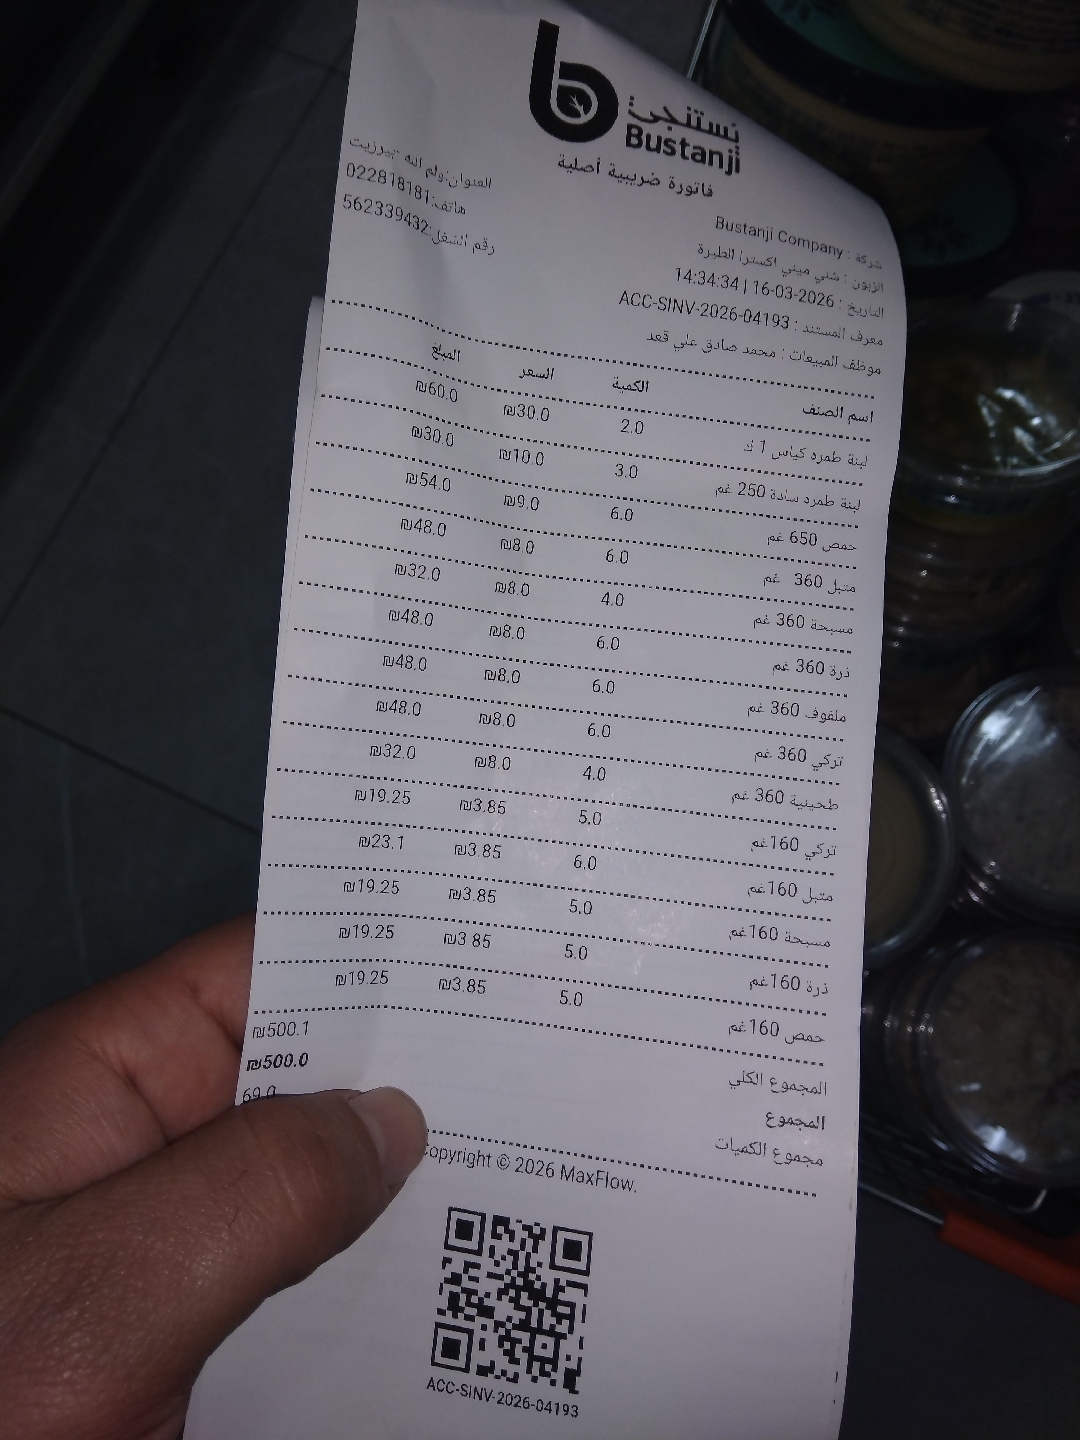 بستنجي
Bustanji
فاتورة ضريبية أصلية
العنوان: رام الله -بيرزيت
هاتف: 022818181
رقم المشغل: 562339432
شركة : Bustanji Company
الزبون : شني ميني اكسترا الطيرة
التاريخ : 16-03-2026 | 14:34:34
معرف المستند : ACC-SINV-2026-04193
موظف المبيعات : محمد صادق علي قعد
اسم الصنف الكمية السعر المبلغ
لبنة طمره كياس 1 ك 2.0 ₪30.0 ₪60.0
لبنة طمره سادة 250 غم 3.0 ₪10.0 ₪30.0
حمص 650 غم 6.0 ₪9.0 ₪54.0
متبل 360 غم 6.0 ₪8.0 ₪48.0
مسبحة 360 غم 4.0 ₪8.0 ₪32.0
ذرة 360 غم 6.0 ₪8.0 ₪48.0
ملفوف 360 غم 6.0 ₪8.0 ₪48.0
تركي 360 غم 6.0 ₪8.0 ₪48.0
طحينية 360 غم 4.0 ₪8.0 ₪32.0
تركي 160غم 5.0 ₪3.85 ₪19.25
متبل 160غم 6.0 ₪3.85 ₪23.1
مسبحة 160غم 5.0 ₪3.85 ₪19.25
ذرة 160غم 5.0 ₪3.85 ₪19.25
حمص 160غم 5.0 ₪3.85 ₪19.25
المجموع الكلي ₪500.1
المجموع ₪500.0
مجموع الكميات 69.0
Copyright © 2026 MaxFlow.
ACC-SINV-2026-04193